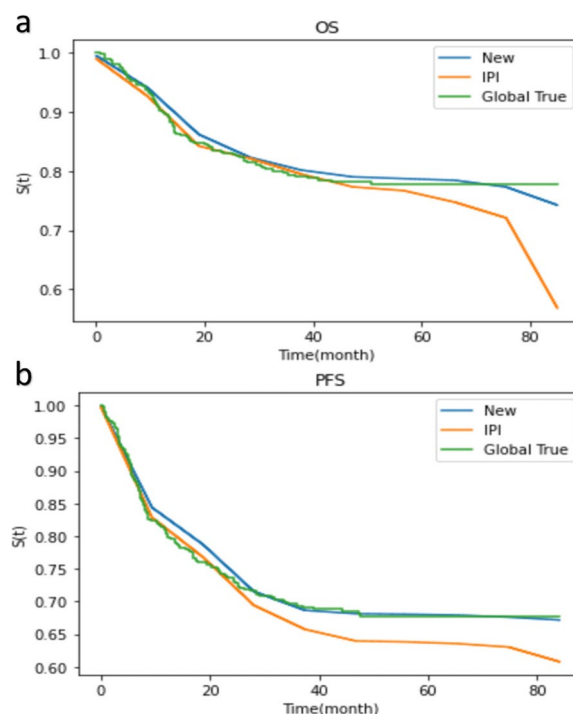 a
OS
1.0
0.9
0.8
0.7
0.6
S(t)
New
IPI
Global True
0 20 40 60 80
Time(month)
b
PFS
1.00
0.95
0.90
0.85
0.80
0.75
0.70
0.65
0.60
S(t)
New
IPI
Global True
0 20 40 60 80
Time(month)